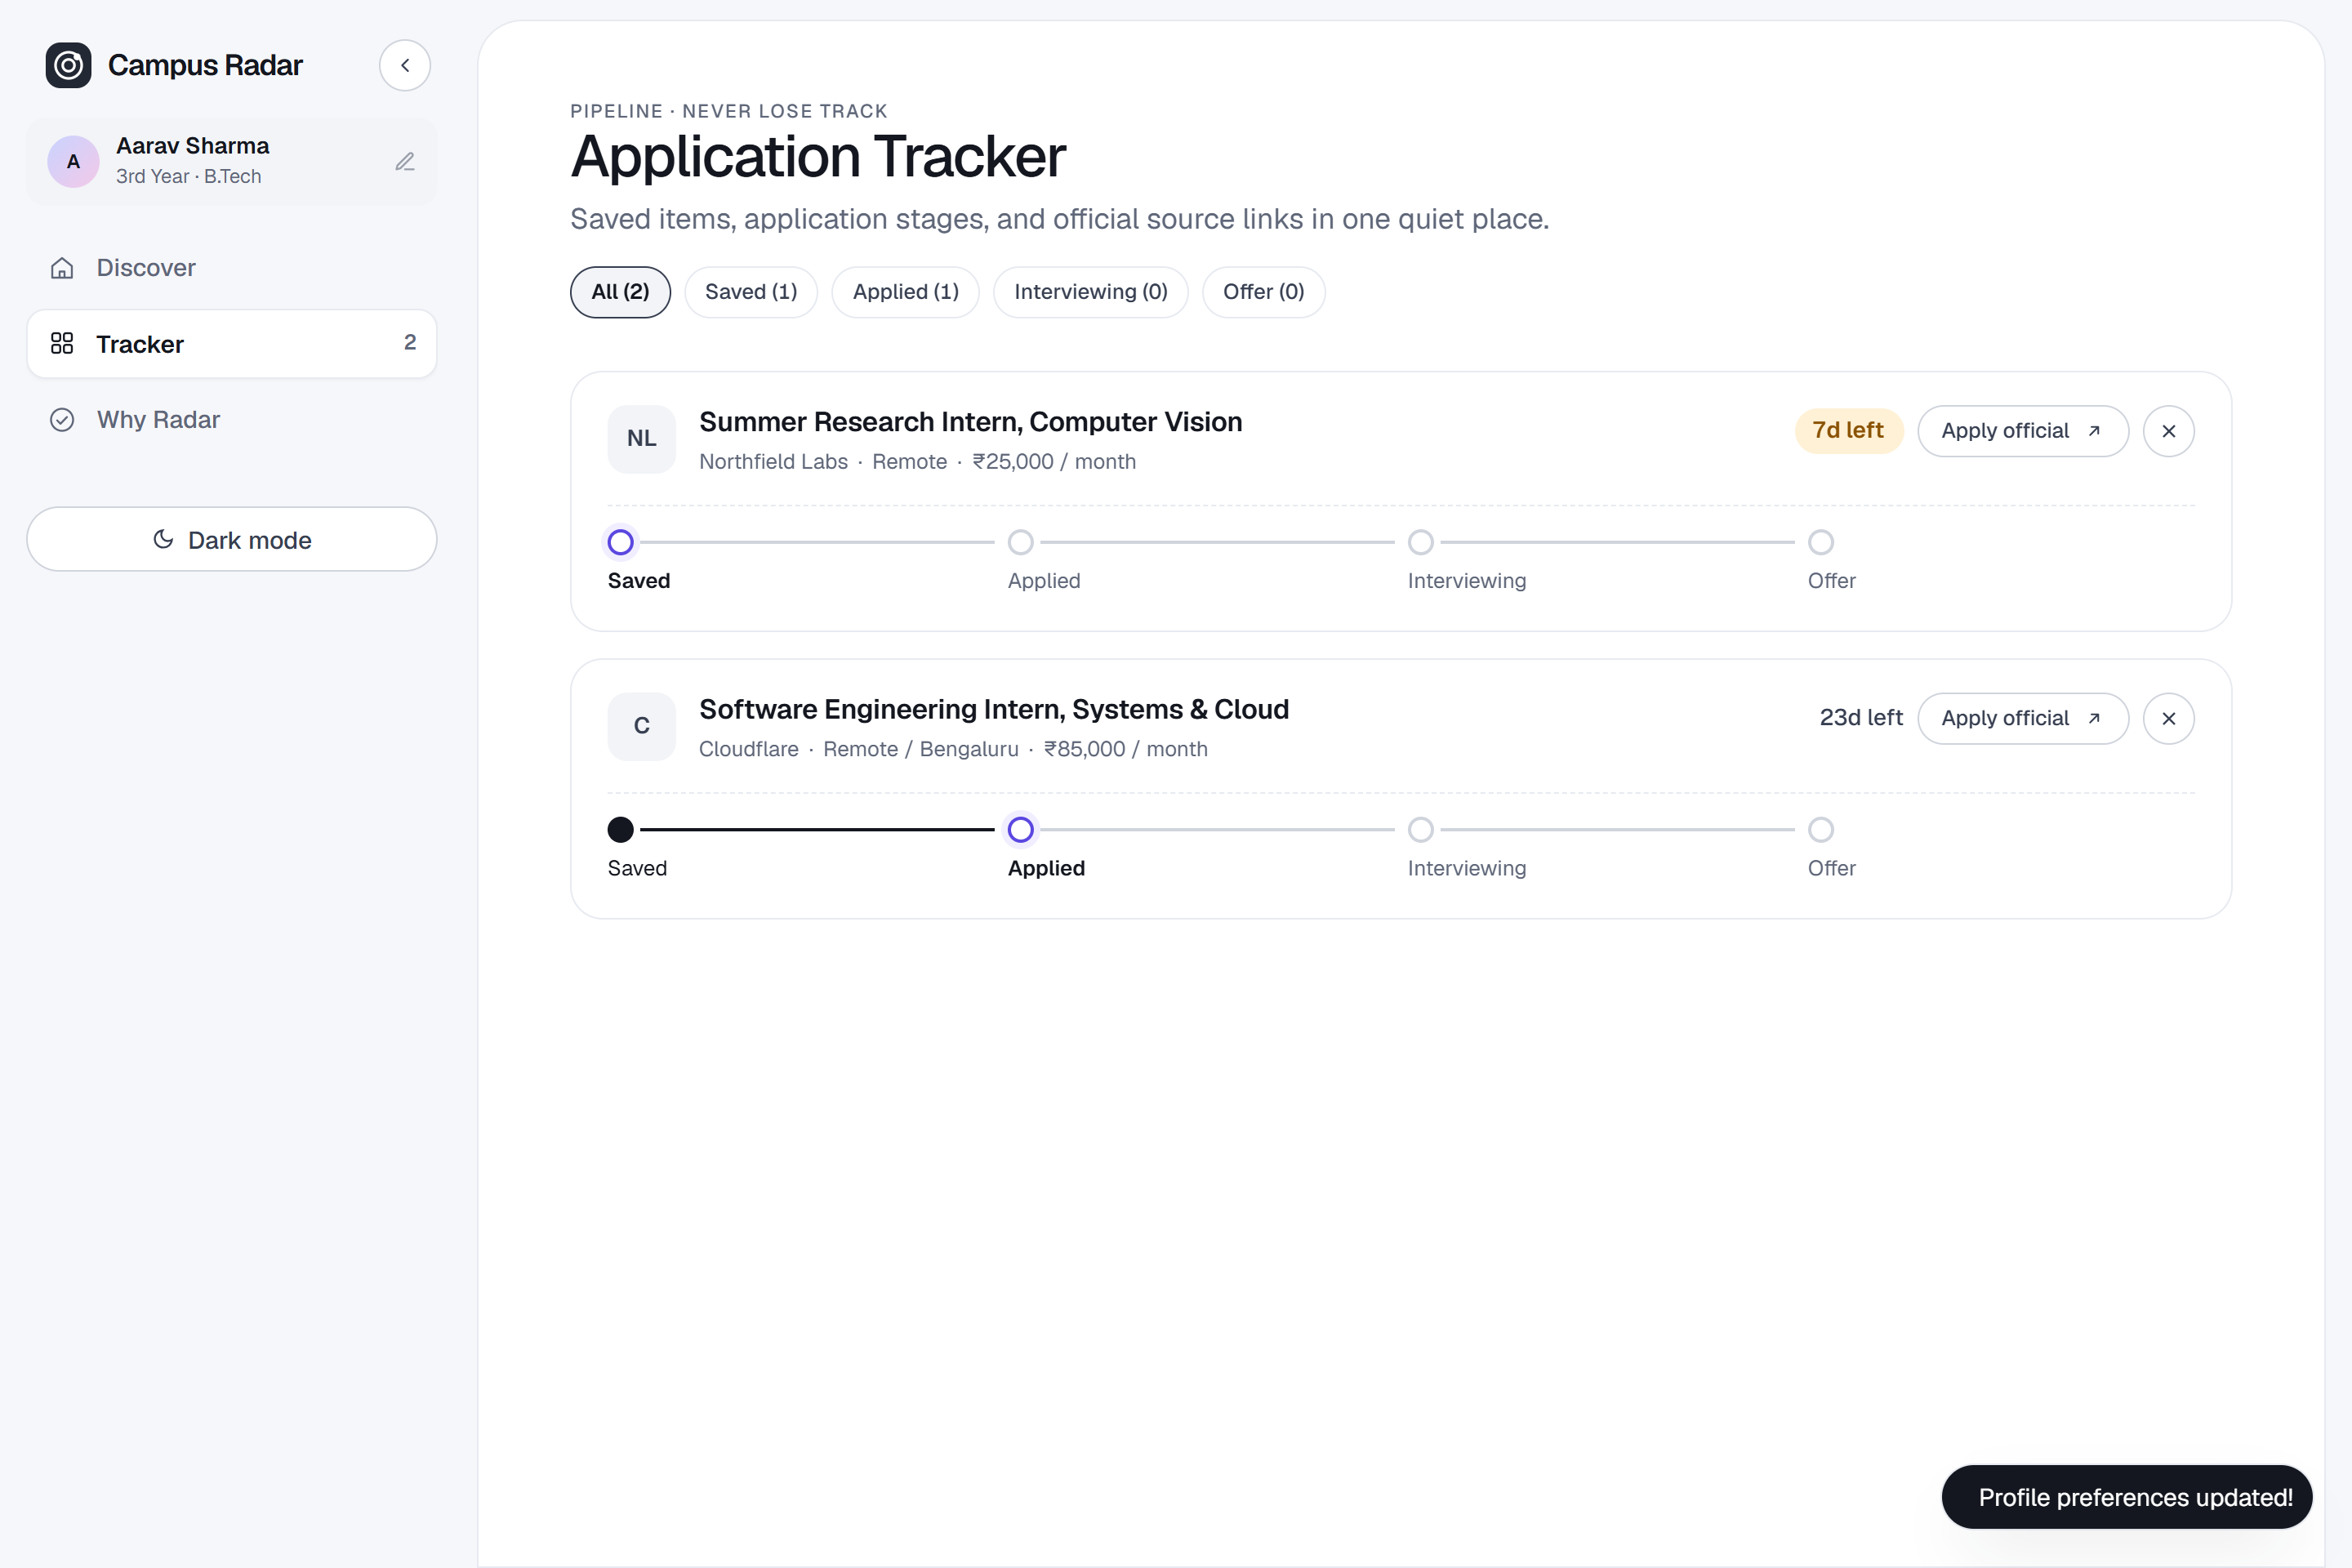 Campus Radar
A
Aarav Sharma
3rd Year · B.Tech
Discover
Tracker 2
Why Radar
Dark mode
PIPELINE · NEVER LOSE TRACK
Application Tracker
Saved items, application stages, and official source links in one quiet place.
All (2) Saved (1) Applied (1) Interviewing (0) Offer (0)
NL
Summer Research Intern, Computer Vision
Northfield Labs · Remote · ₹25,000 / month
7d left Apply official
Saved Applied Interviewing Offer
C
Software Engineering Intern, Systems & Cloud
Cloudflare · Remote / Bengaluru · ₹85,000 / month
23d left Apply official
Saved Applied Interviewing Offer
Profile preferences updated!